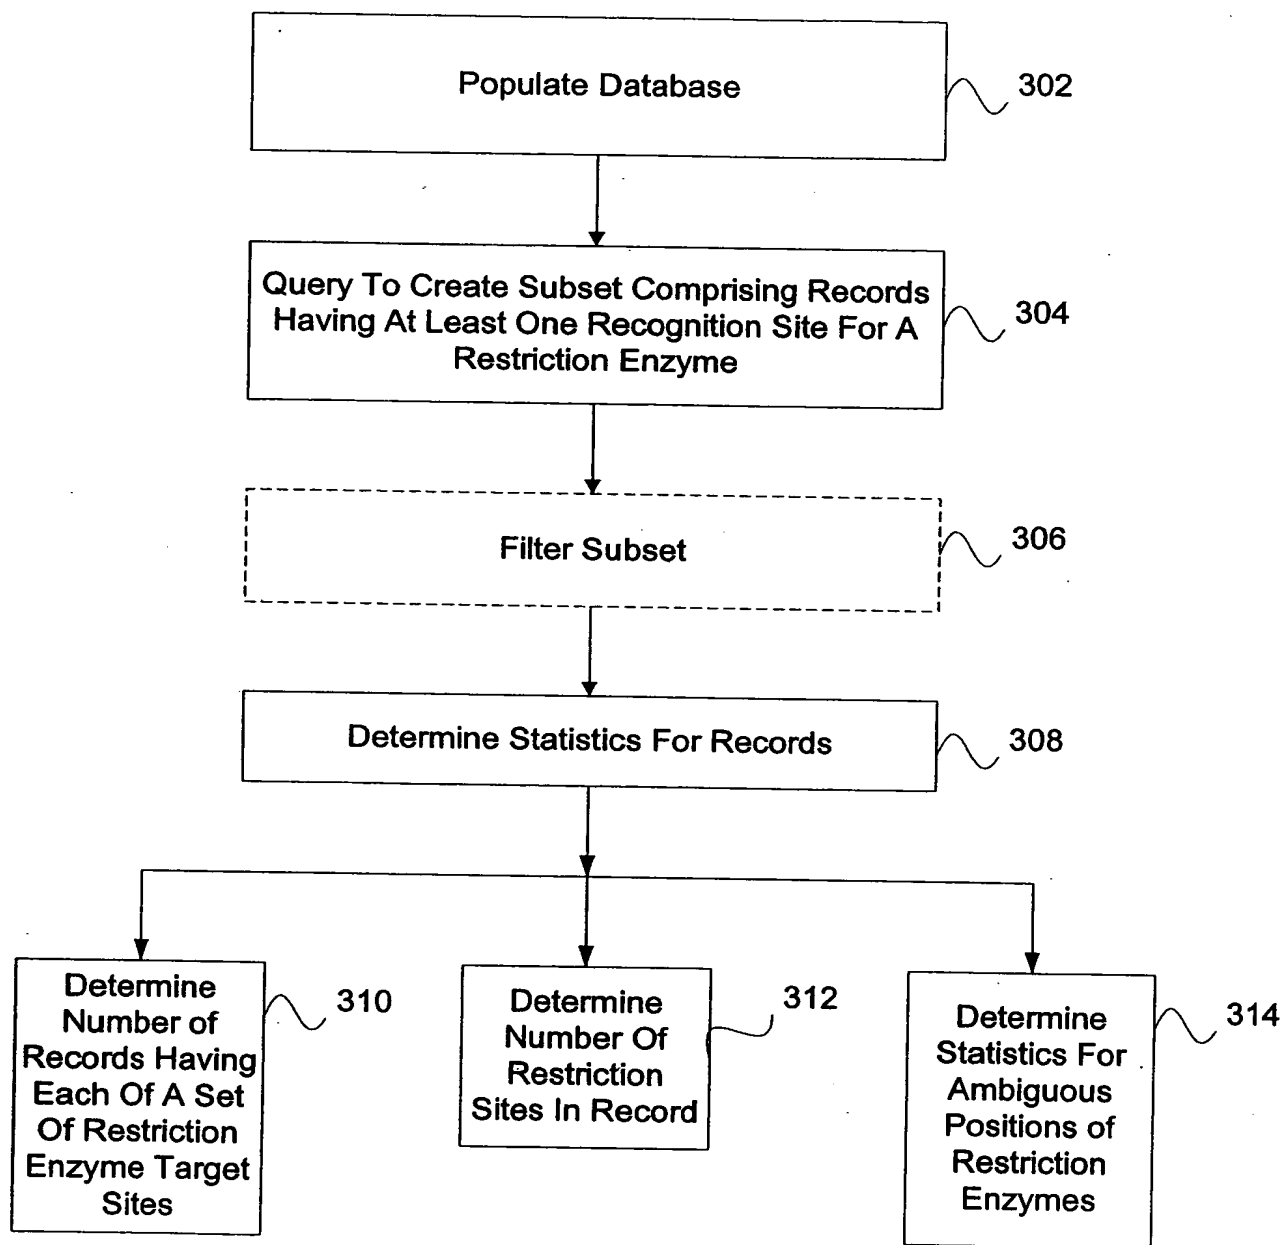 Populate Database
302
Query To Create Subset Comprising Records
Having At Least One Recognition Site For A
Restriction Enzyme
304
Filter Subset
306
Determine Statistics For Records
308
Determine
Number of
Records Having
Each Of A Set
Of Restriction
Enzyme Target
Sites
310
Determine
Number Of
Restriction
Sites In Record
312
Determine
Statistics For
Ambiguous
Positions of
Restriction
Enzymes
314